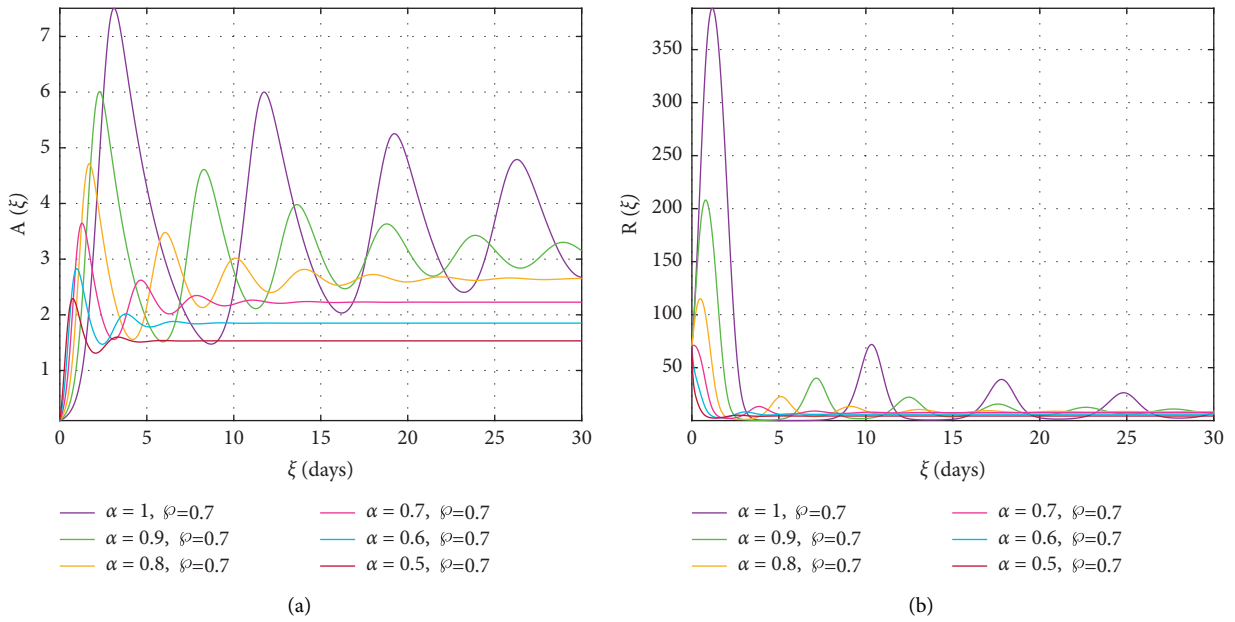 7
6
5
4
3
2
1
A (ξ)
0 5 10 15 20 25 30
ξ (days)
α = 1, ℘=0.7
α = 0.9, ℘=0.7
α = 0.8, ℘=0.7
α = 0.7, ℘=0.7
α = 0.6, ℘=0.7
α = 0.5, ℘=0.7
(a)
350
300
250
200
150
100
50
R (ξ)
0 5 10 15 20 25 30
ξ (days)
α = 1, ℘=0.7
α = 0.9, ℘=0.7
α = 0.8, ℘=0.7
α = 0.7, ℘=0.7
α = 0.6, ℘=0.7
α = 0.5, ℘=0.7
(b)